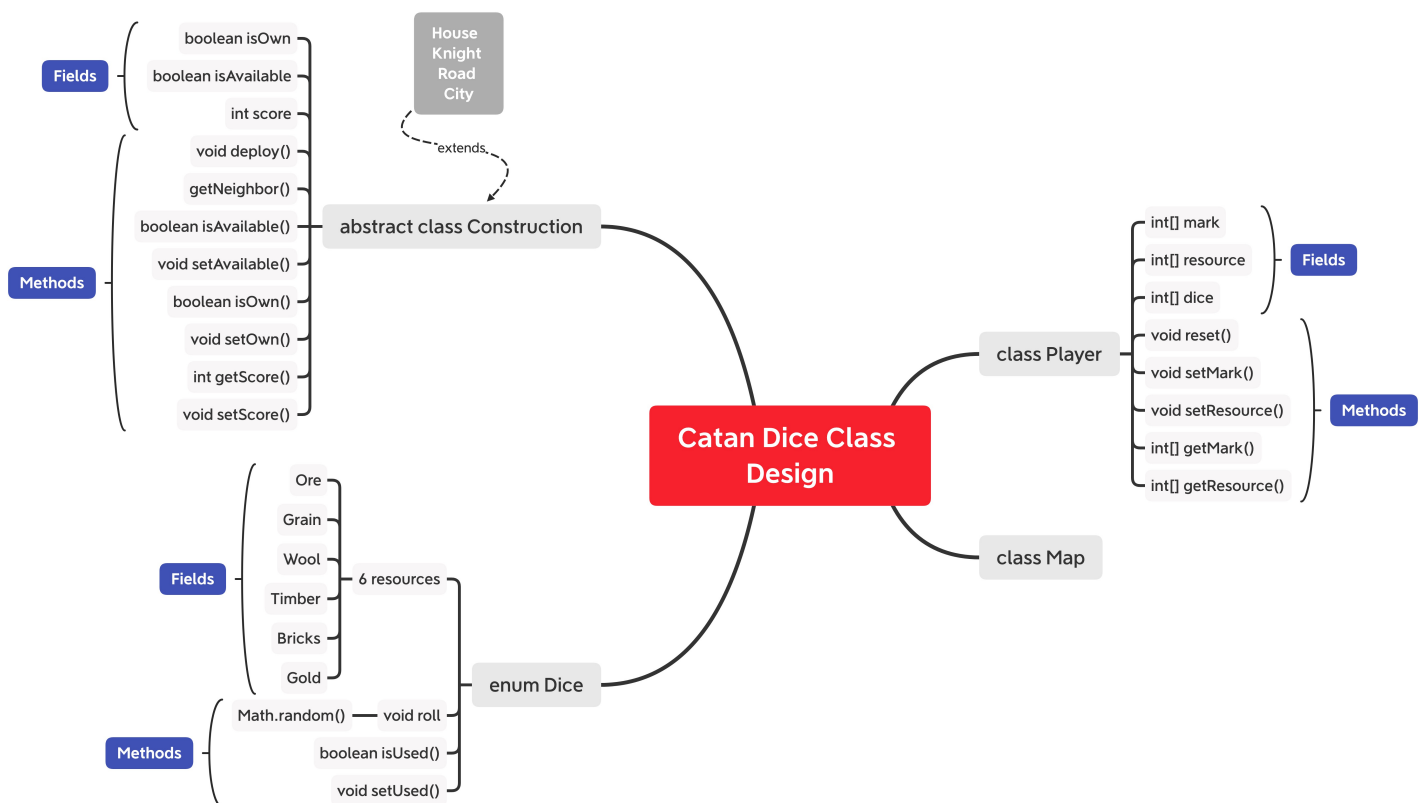 House
Knight
Road
City
extends
boolean isOwn
boolean isAvailable
int score
Fields
void deploy()
getNeighbor()
boolean isAvailable()
void setAvailable()
boolean isOwn()
void setOwn()
int getScore()
void setScore()
Methods
abstract class Construction
int[] mark
int[] resource
int[] dice
Fields
void reset()
void setMark()
void setResource()
int[] getMark()
int[] getResource()
Methods
class Player
Catan Dice Class
Design
class Map
Ore
Grain
Wool
Timber
Bricks
Gold
Fields
6 resources
enum Dice
Math.random()
void roll
boolean isUsed()
void setUsed()
Methods